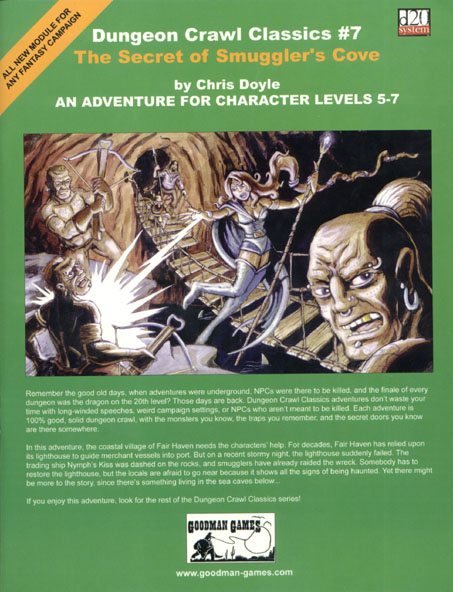 ALL NEW MODULE FOR
ANY FANTASY CAMPAIGN
d20
system
Dungeon Crawl Classics #7
The Secret of Smuggler's Cove
by Chris Doyle
AN ADVENTURE FOR CHARACTER LEVELS 5-7
Remember the good old days, when adventures were underground, NPCs were there to be killed, and the finale of every
dungeon was the dragon on the 20th level? Those days are back. Dungeon Crawl Classics adventures don't waste your
time with long-winded speeches, weird campaign settings, or NPCs who aren't meant to be killed. Each adventure is
100% good, solid dungeon crawl, with the monsters you know, the traps you remember, and the secret doors you know
are there somewhere.
In this adventure, the coastal village of Fair Haven needs the characters' help. For decades, Fair Haven has relied upon
its lighthouse to guide merchant vessels into port. But on a recent stormy night, the lighthouse suddenly failed. The
trading ship Nymph's Kiss was dashed on the rocks, and smugglers have already raided the wreck. Somebody has to
restore the lighthouse, but the locals are afraid to go near because it shows all the signs of being haunted. Yet there might
be more to the story, since there's something living in the sea caves below...
If you enjoy this adventure, look for the rest of the Dungeon Crawl Classics series!
GOODMAN GAMES
www.goodman-games.com